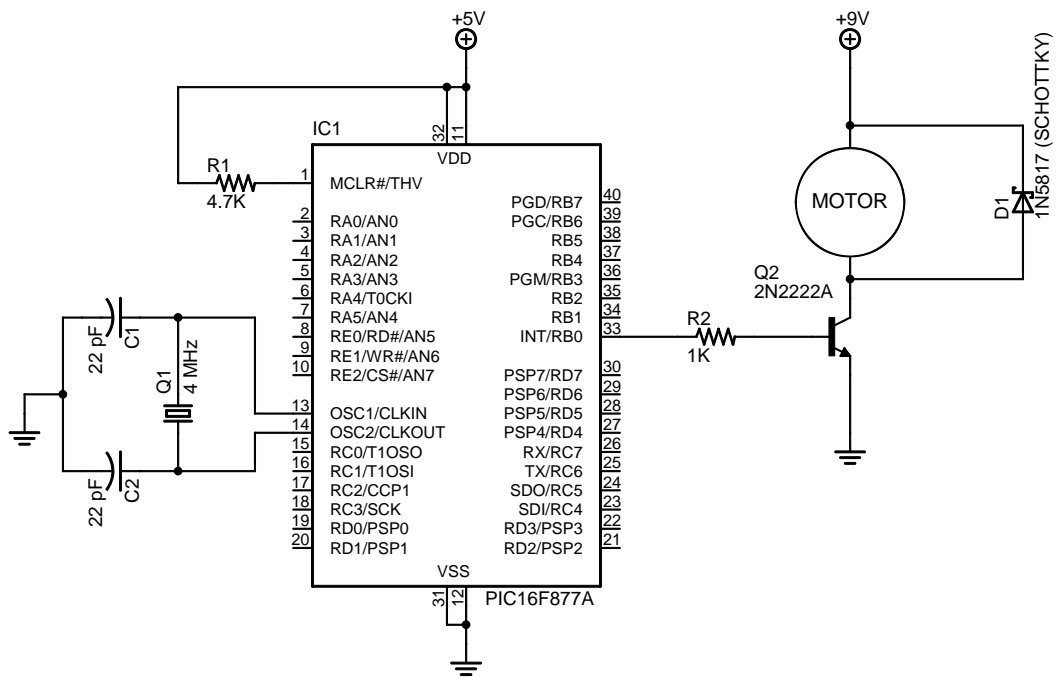 +5V
+9V
IC1
32
11
VDD
R1
4.7K
1
MCLR#/THV
2
RA0/AN0
3
RA1/AN1
4
RA2/AN2
5
RA3/AN3
6
RA4/T0CKI
7
RA5/AN4
8
RE0/RD#/AN5
9
RE1/WR#/AN6
10
RE2/CS#/AN7
13
OSC1/CLKIN
14
OSC2/CLKOUT
15
RC0/T1OSO
16
RC1/T1OSI
17
RC2/CCP1
18
RC3/SCK
19
RD0/PSP0
20
RD1/PSP1
PGD/RB7
40
PGC/RB6
39
RB5
38
RB4
37
PGM/RB3
36
RB2
35
RB1
34
INT/RB0
33
PSP7/RD7
30
PSP6/RD6
29
PSP5/RD5
28
PSP4/RD4
27
RX/RC7
26
TX/RC6
25
SDO/RC5
24
SDI/RC4
23
RD3/PSP3
22
RD2/PSP2
21
VSS
31
12
PIC16F877A
22 pF
C1
Q1
4 MHz
22 pF
C2
R2
1K
Q2
2N2222A
MOTOR
D1
1N5817 (SCHOTTKY)